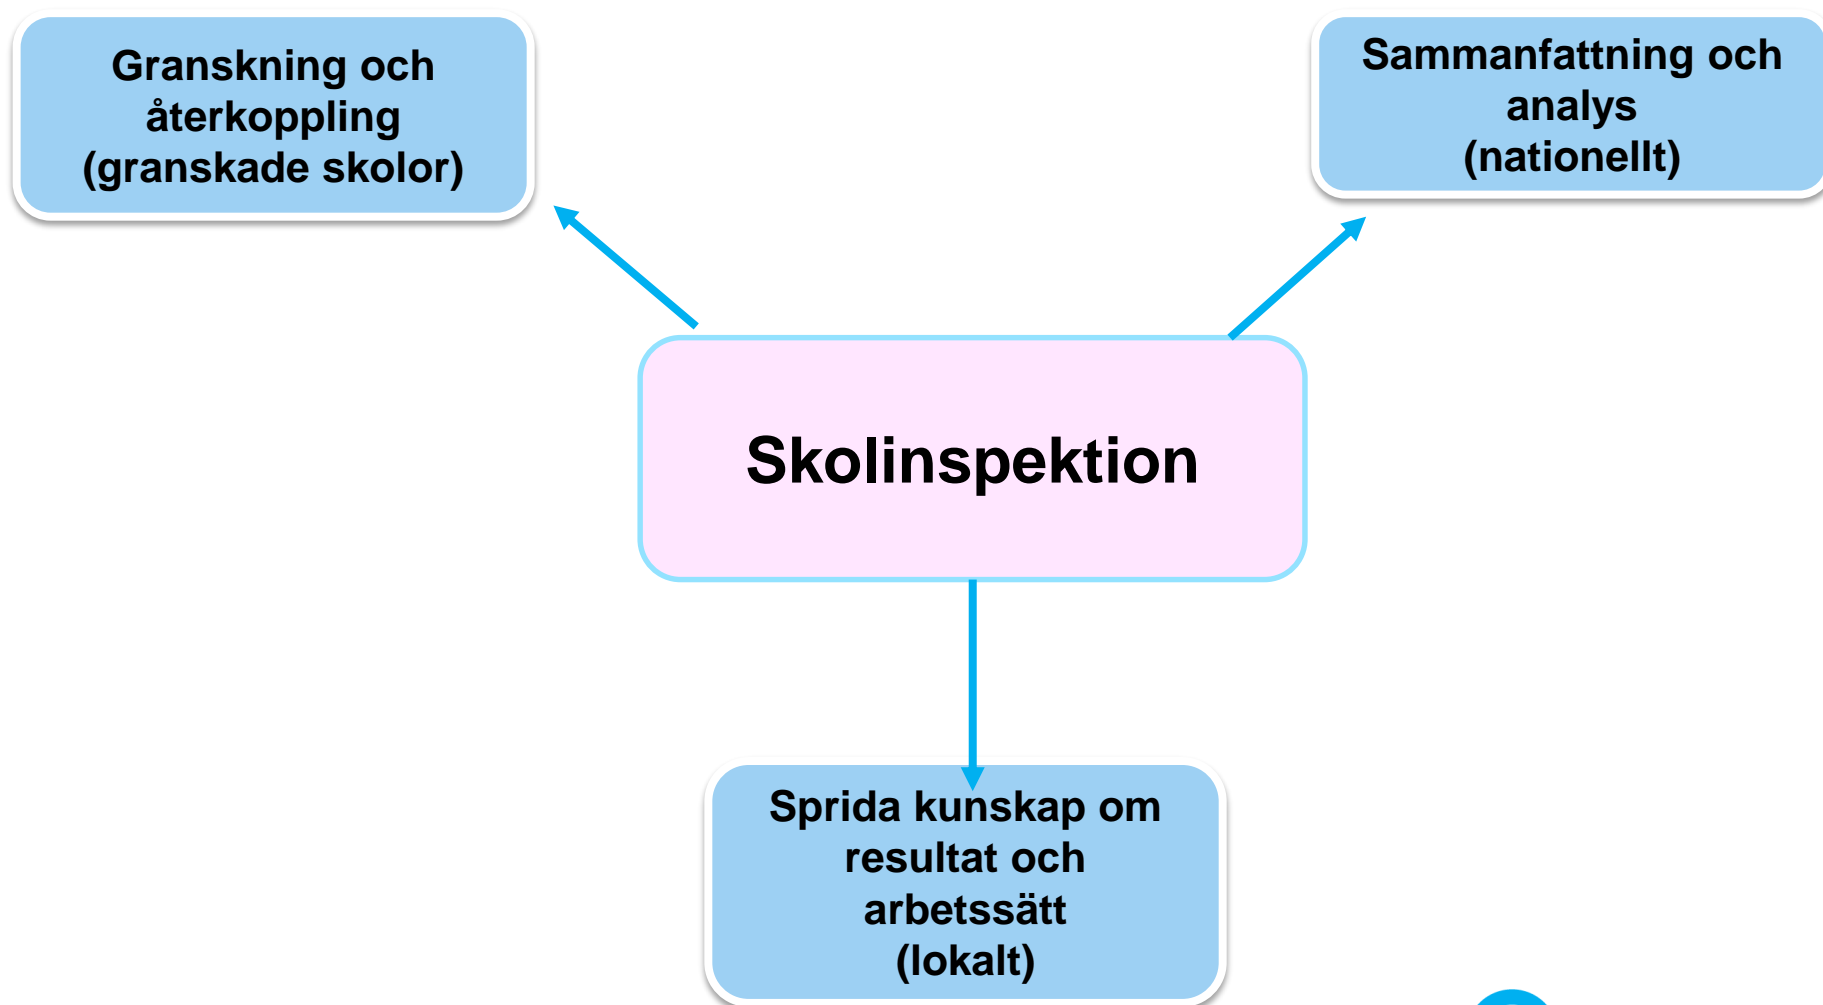 Granskning och
återkoppling
(granskade skolor)
Sammanfattning och
analys
(nationellt)
Skolinspektion
Sprida kunskap om
resultat och
arbetssätt
(lokalt)